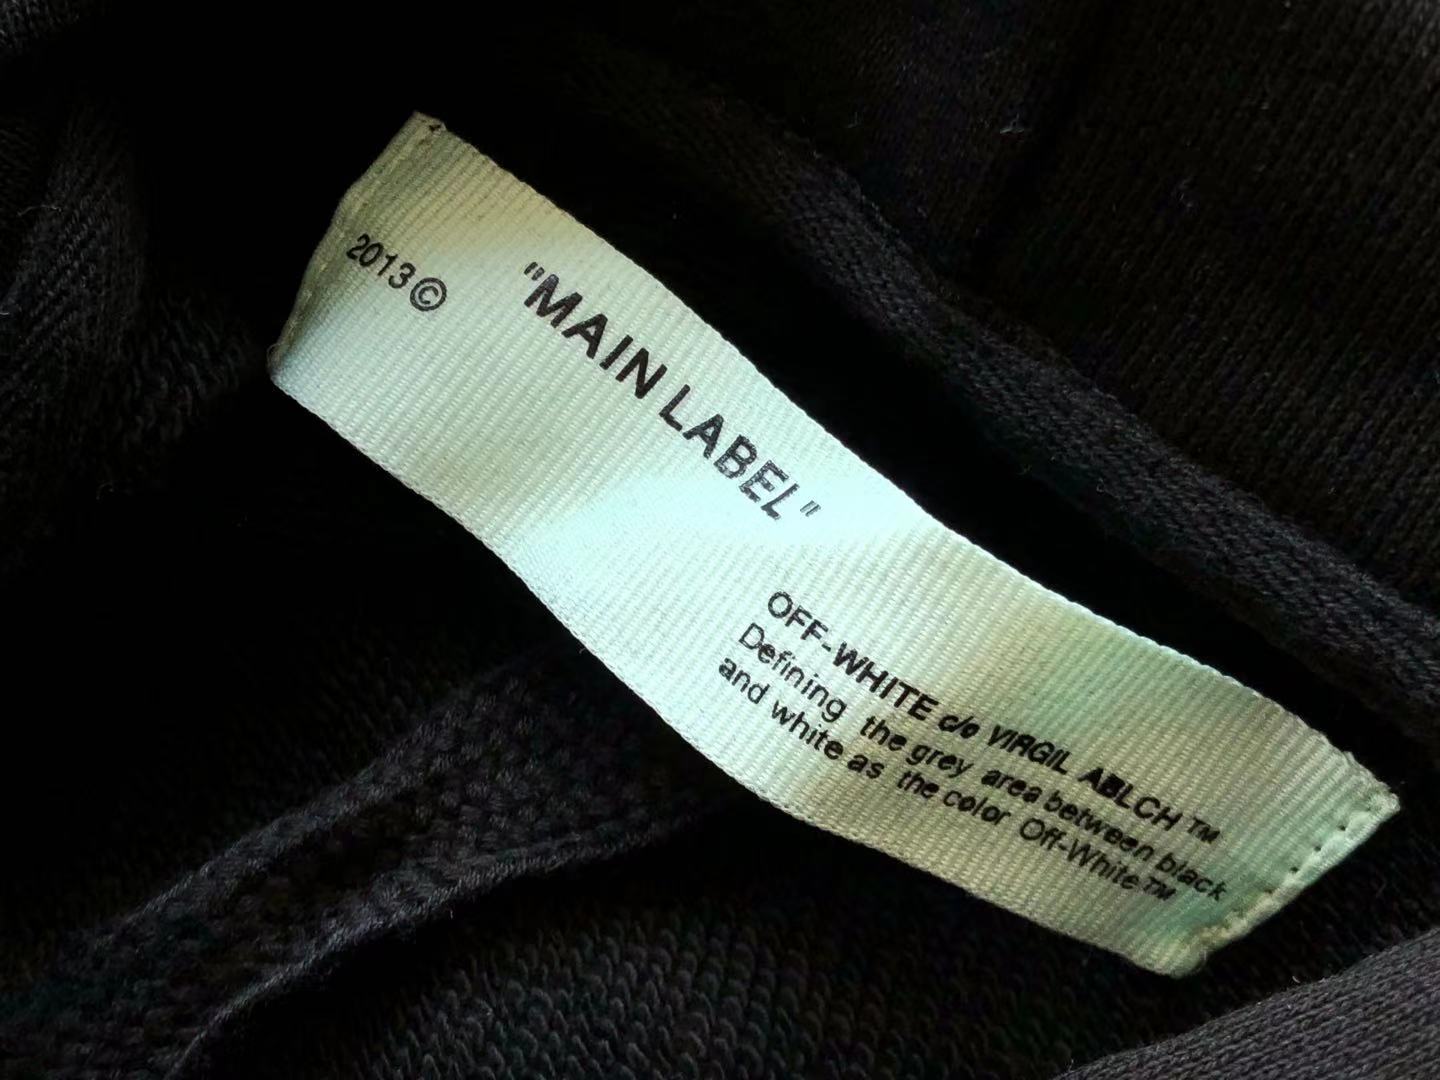 2013©
"MAIN LABEL"
OFF-WHITE c/o VIRGIL ABLCH™
Defining the grey area between black
and white as the color Off-White™